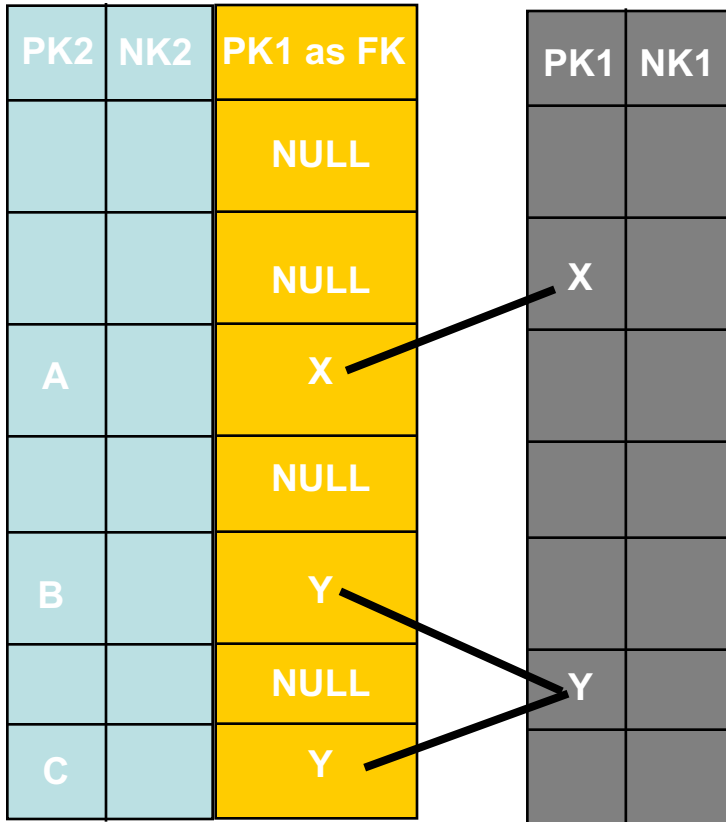 PK2 NK2 PK1 as FK
NULL
NULL
A X
NULL
B Y
NULL
C Y
PK1 NK1
X
Y